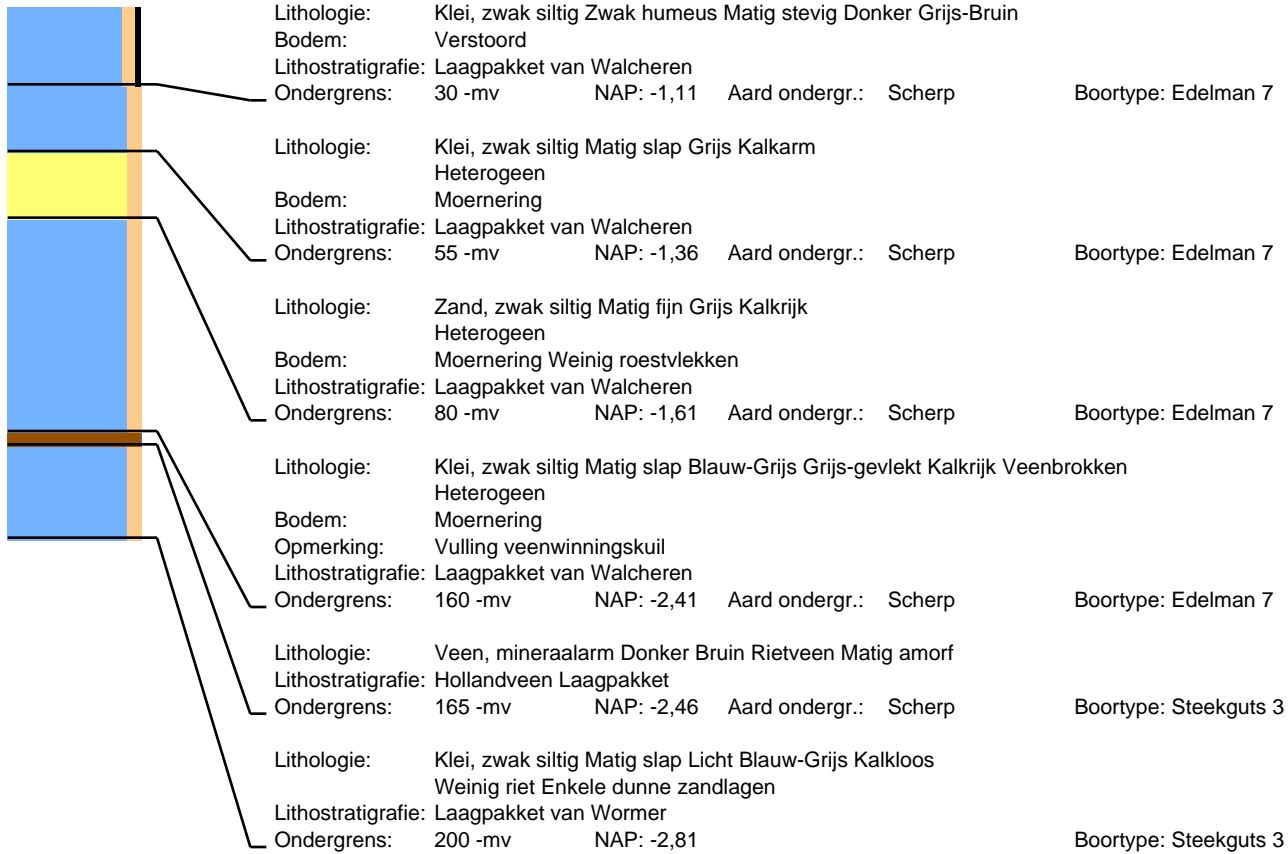 Lithologie: Klei, zwak siltig Zwak humeus Matig stevig Donker Grijs-Bruin
Bodem: Verstoord
Lithostratigrafie: Laagpakket van Walcheren
Ondergrens: 30 -mv NAP: -1,11 Aard ondergr.: Scherp Boortype: Edelman 7
Lithologie: Klei, zwak siltig Matig slap Grijs Kalkarm
Heterogeen
Bodem: Moernering
Lithostratigrafie: Laagpakket van Walcheren
Ondergrens: 55 -mv NAP: -1,36 Aard ondergr.: Scherp Boortype: Edelman 7
Lithologie: Zand, zwak siltig Matig fijn Grijs Kalkrijk
Heterogeen
Bodem: Moernering Weinig roestvlekken
Lithostratigrafie: Laagpakket van Walcheren
Ondergrens: 80 -mv NAP: -1,61 Aard ondergr.: Scherp Boortype: Edelman 7
Lithologie: Klei, zwak siltig Matig slap Blauw-Grijs Grijs-gevlekt Kalkrijk Veenbrokken
Heterogeen
Bodem: Moernering
Opmerking: Vulling veenwinningskuil
Lithostratigrafie: Laagpakket van Walcheren
Ondergrens: 160 -mv NAP: -2,41 Aard ondergr.: Scherp Boortype: Edelman 7
Lithologie: Veen, mineraalarm Donker Bruin Rietveen Matig amorf
Lithostratigrafie: Hollandveen Laagpakket
Ondergrens: 165 -mv NAP: -2,46 Aard ondergr.: Scherp Boortype: Steekguts 3
Lithologie: Klei, zwak siltig Matig slap Licht Blauw-Grijs Kalkloos
Weinig riet Enkele dunne zandlagen
Lithostratigrafie: Laagpakket van Wormer
Ondergrens: 200 -mv NAP: -2,81 Boortype: Steekguts 3